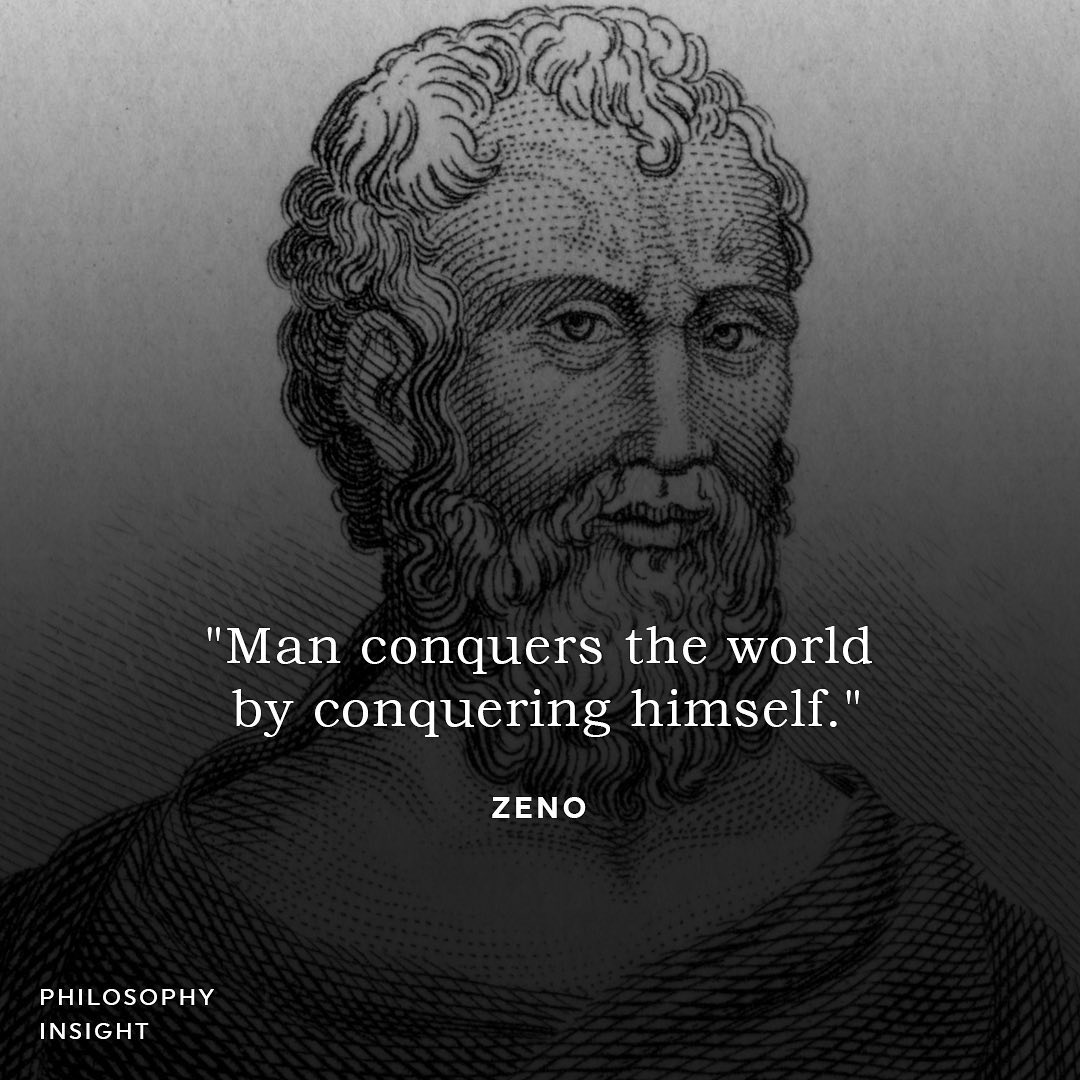 "Man conquers the world
by conquering himself."
ZENO
PHILOSOPHY
INSIGHT